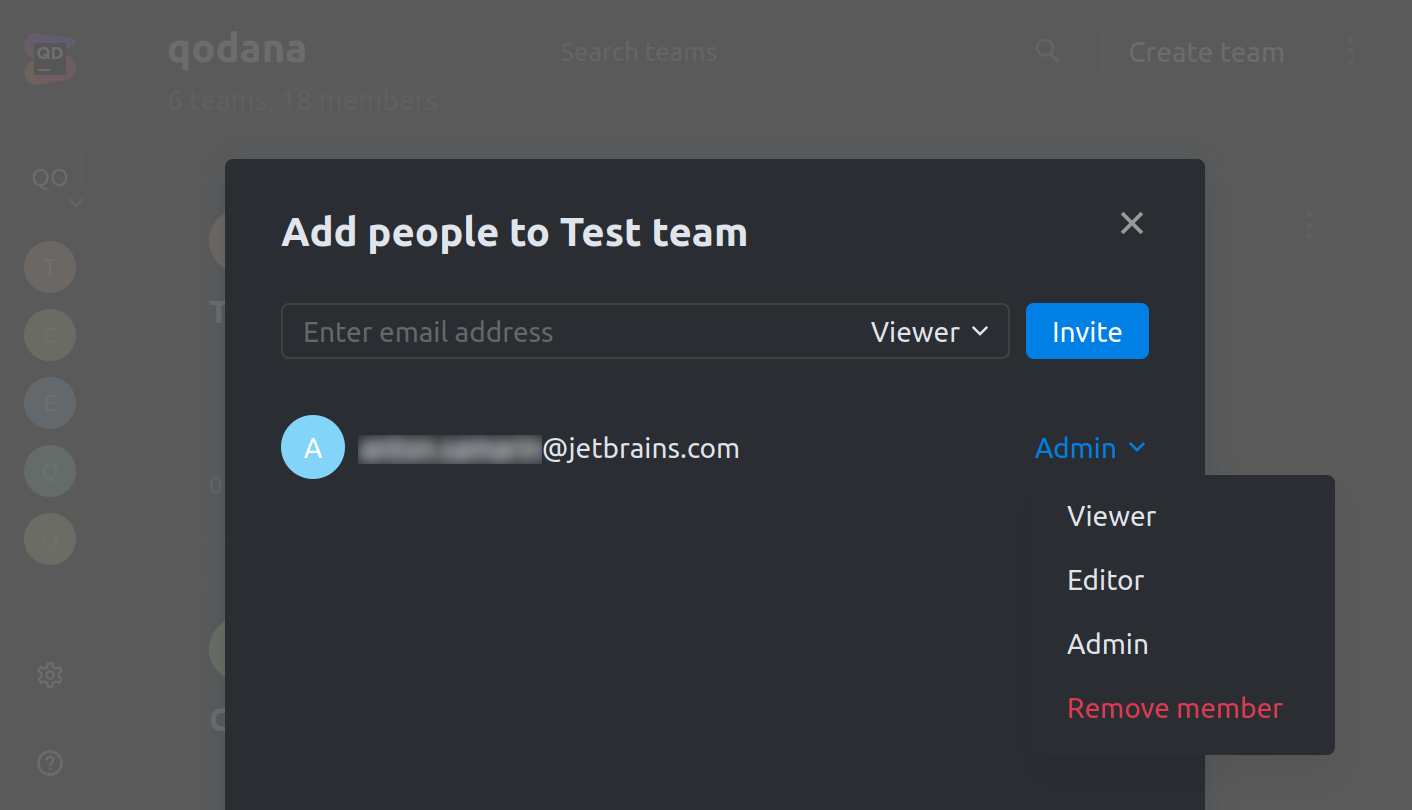 QD
qodana
Search teams
Create team
6 teams, 18 members
QO
Add people to Test team
T
T
Enter email address
Viewer
Invite
C
E
A
@jetbrains.com
Admin
Q
0
Viewer
Q
Editor
Admin
Remove member